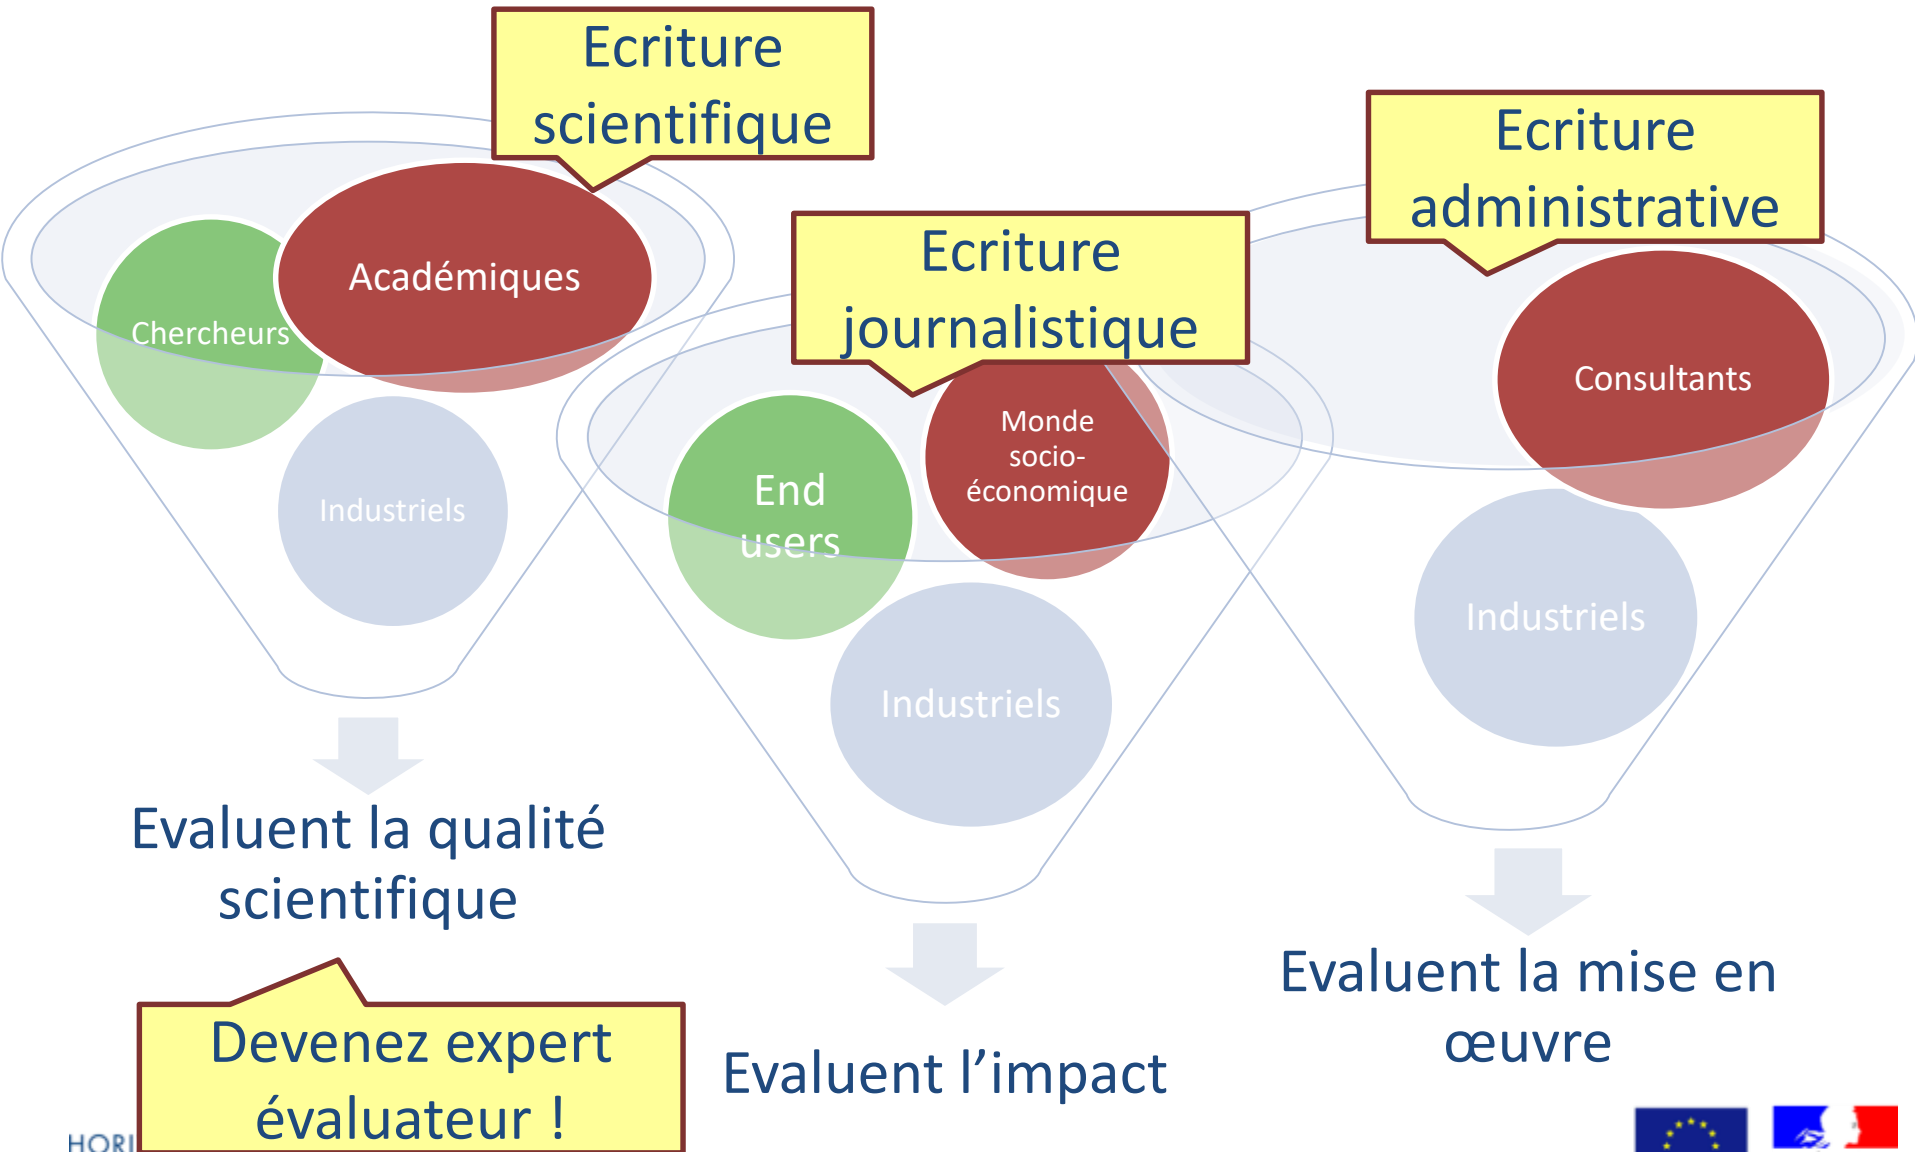 Ecriture
scientifique
Académiques
Chercheurs
Industriels
Ecriture
journalistique
Monde
socio-
économique
End
users
Industriels
Ecriture
administrative
Consultants
Industriels
Evaluent la qualité
scientifique
Devenez expert
évaluateur !
Evaluent l’impact
Evaluent la mise en
œuvre
HORI